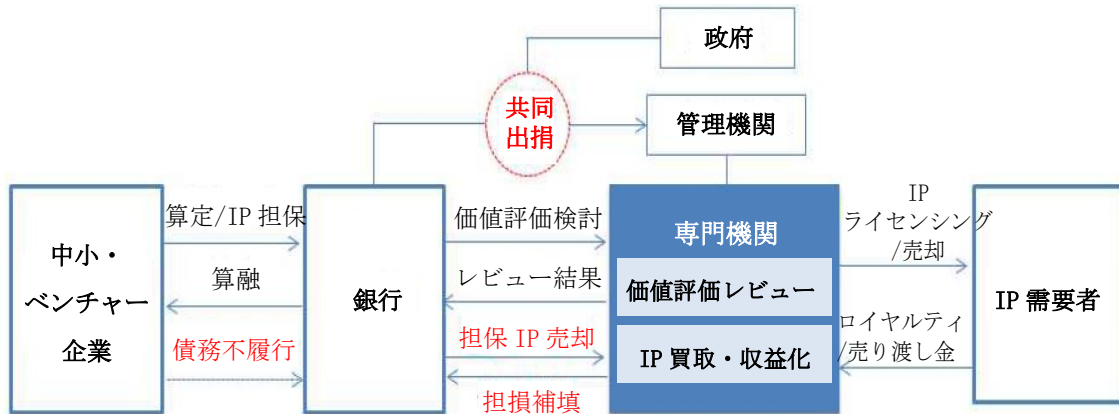 政府
共同
出捐
管理機関
算定/IP 担保
算融
債務不履行
中小・
ベンチャー
企業
銀行
価値評価検討
レビュー結果
担保 IP 売却
担損補填
専門機関
価値評価レビュー
IP 買取・収益化
IP
ライセンシング
/売却
ロイヤルティ
/売り渡し金
IP 需要者